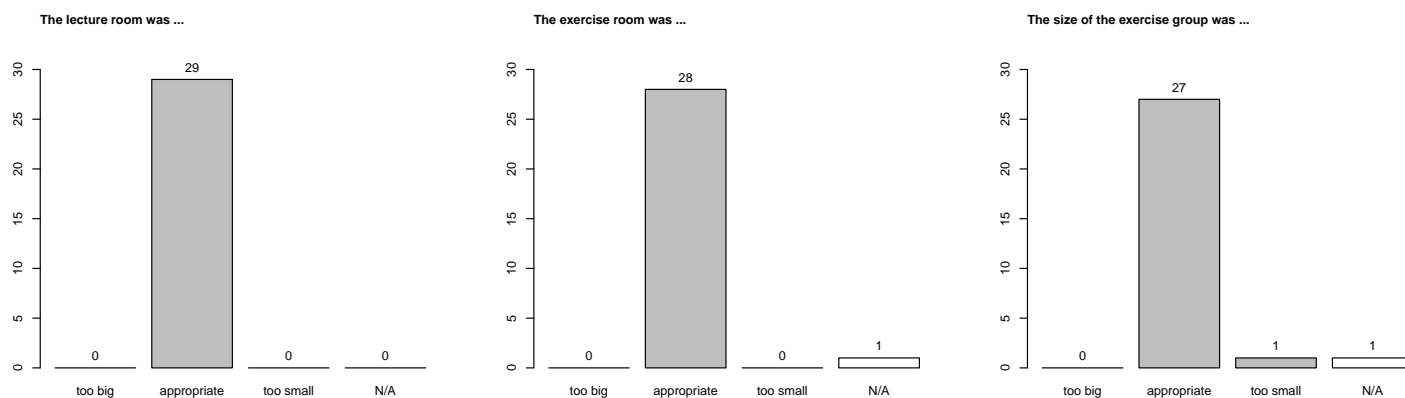 The lecture room was ...
30
25
20
15
10
5
0
0
29
0
0
too big
appropriate
too small
N/A
The exercise room was ...
30
25
20
15
10
5
0
0
28
0
1
too big
appropriate
too small
N/A
The size of the exercise group was ...
30
25
20
15
10
5
0
0
27
1
1
too big
appropriate
too small
N/A